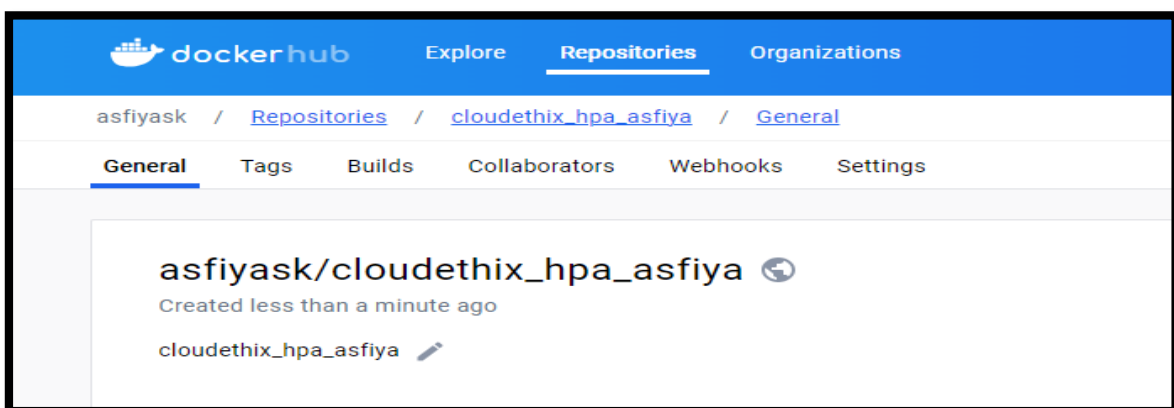 dockerhub Explore Repositories Organizations
asfiyask / Repositories / cloudethix_hpa_asfiya / General
General Tags Builds Collaborators Webhooks Settings
asfiyask/cloudethix_hpa_asfiya
Created less than a minute ago
cloudethix_hpa_asfiya